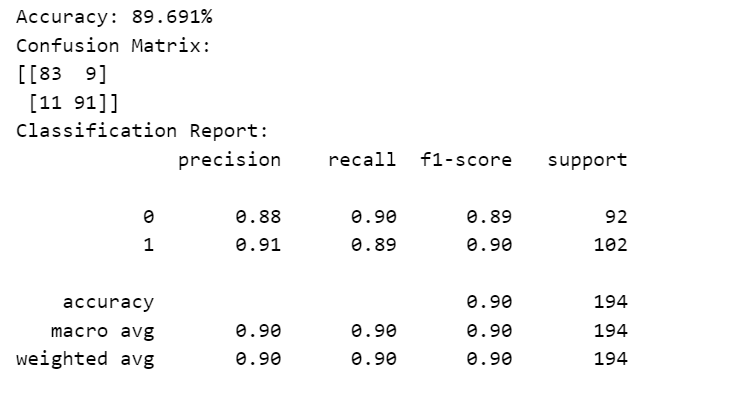 Accuracy: 89.691%
Confusion Matrix:
[[83  9]
 [11 91]]
Classification Report:
              precision    recall  f1-score   support

           0       0.88      0.90      0.89        92
           1       0.91      0.89      0.90       102

    accuracy                           0.90       194
   macro avg       0.90      0.90      0.90       194
weighted avg       0.90      0.90      0.90       194